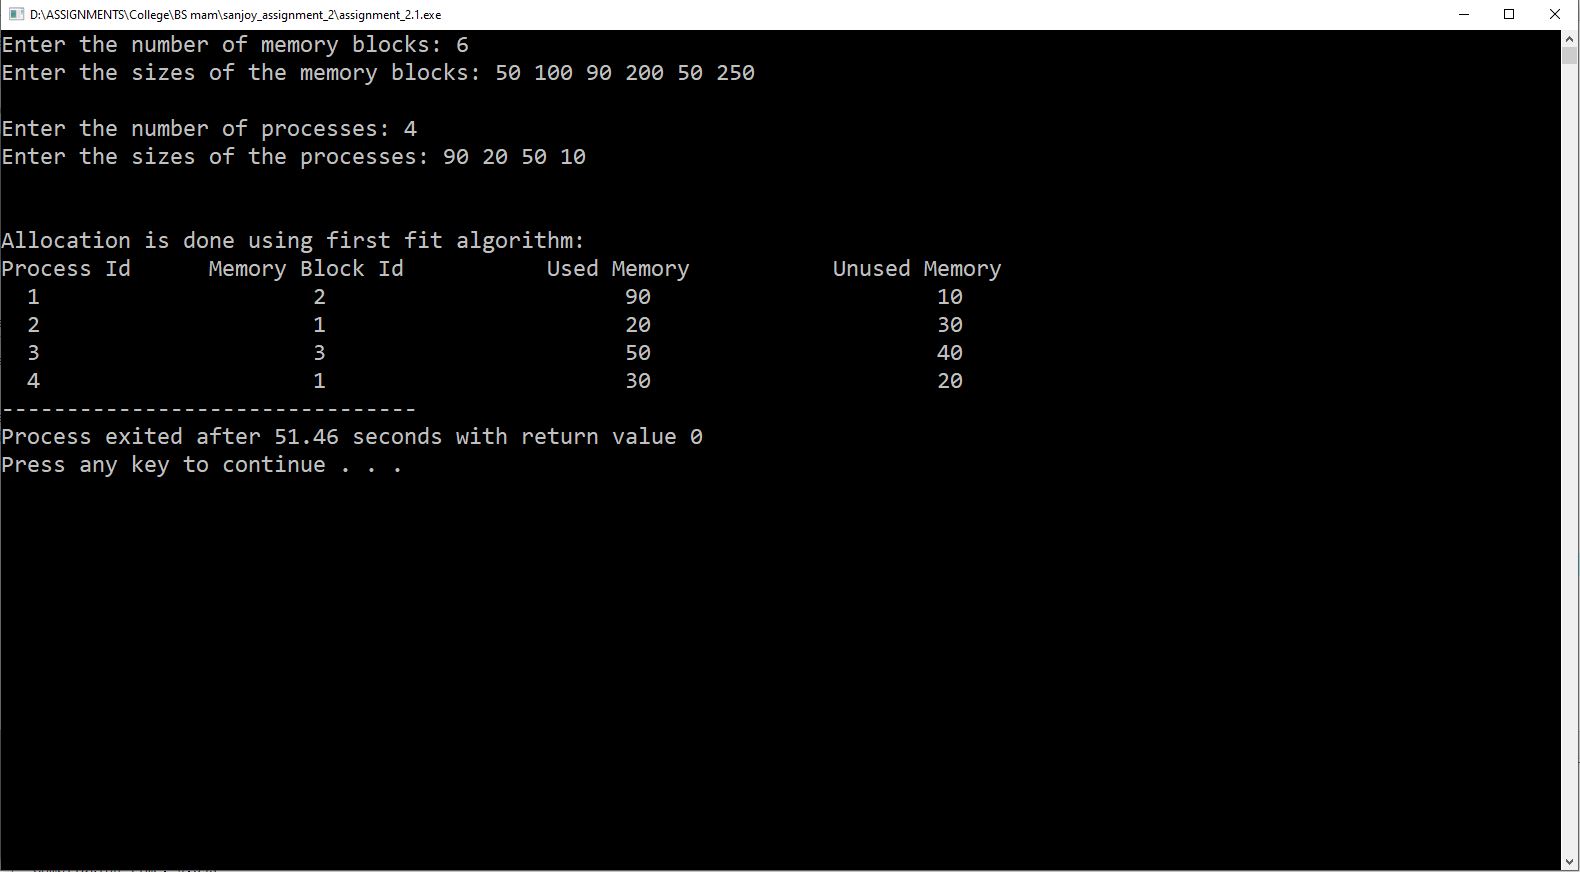 D:\ASSIGNMENTS\College\BS mam\sanjoy_assignment_2\assignment_2.1.exe
Enter the number of memory blocks: 6
Enter the sizes of the memory blocks: 50 100 90 200 50 250
Enter the number of processes: 4
Enter the sizes of the processes: 90 20 50 10
Allocation is done using first fit algorithm:
Process Id      Memory Block Id           Used Memory           Unused Memory
  1                     2                       90                      10
  2                     1                       20                      30
  3                     3                       50                      40
  4                     1                       30                      20
--------------------------------
Process exited after 51.46 seconds with return value 0
Press any key to continue . . .